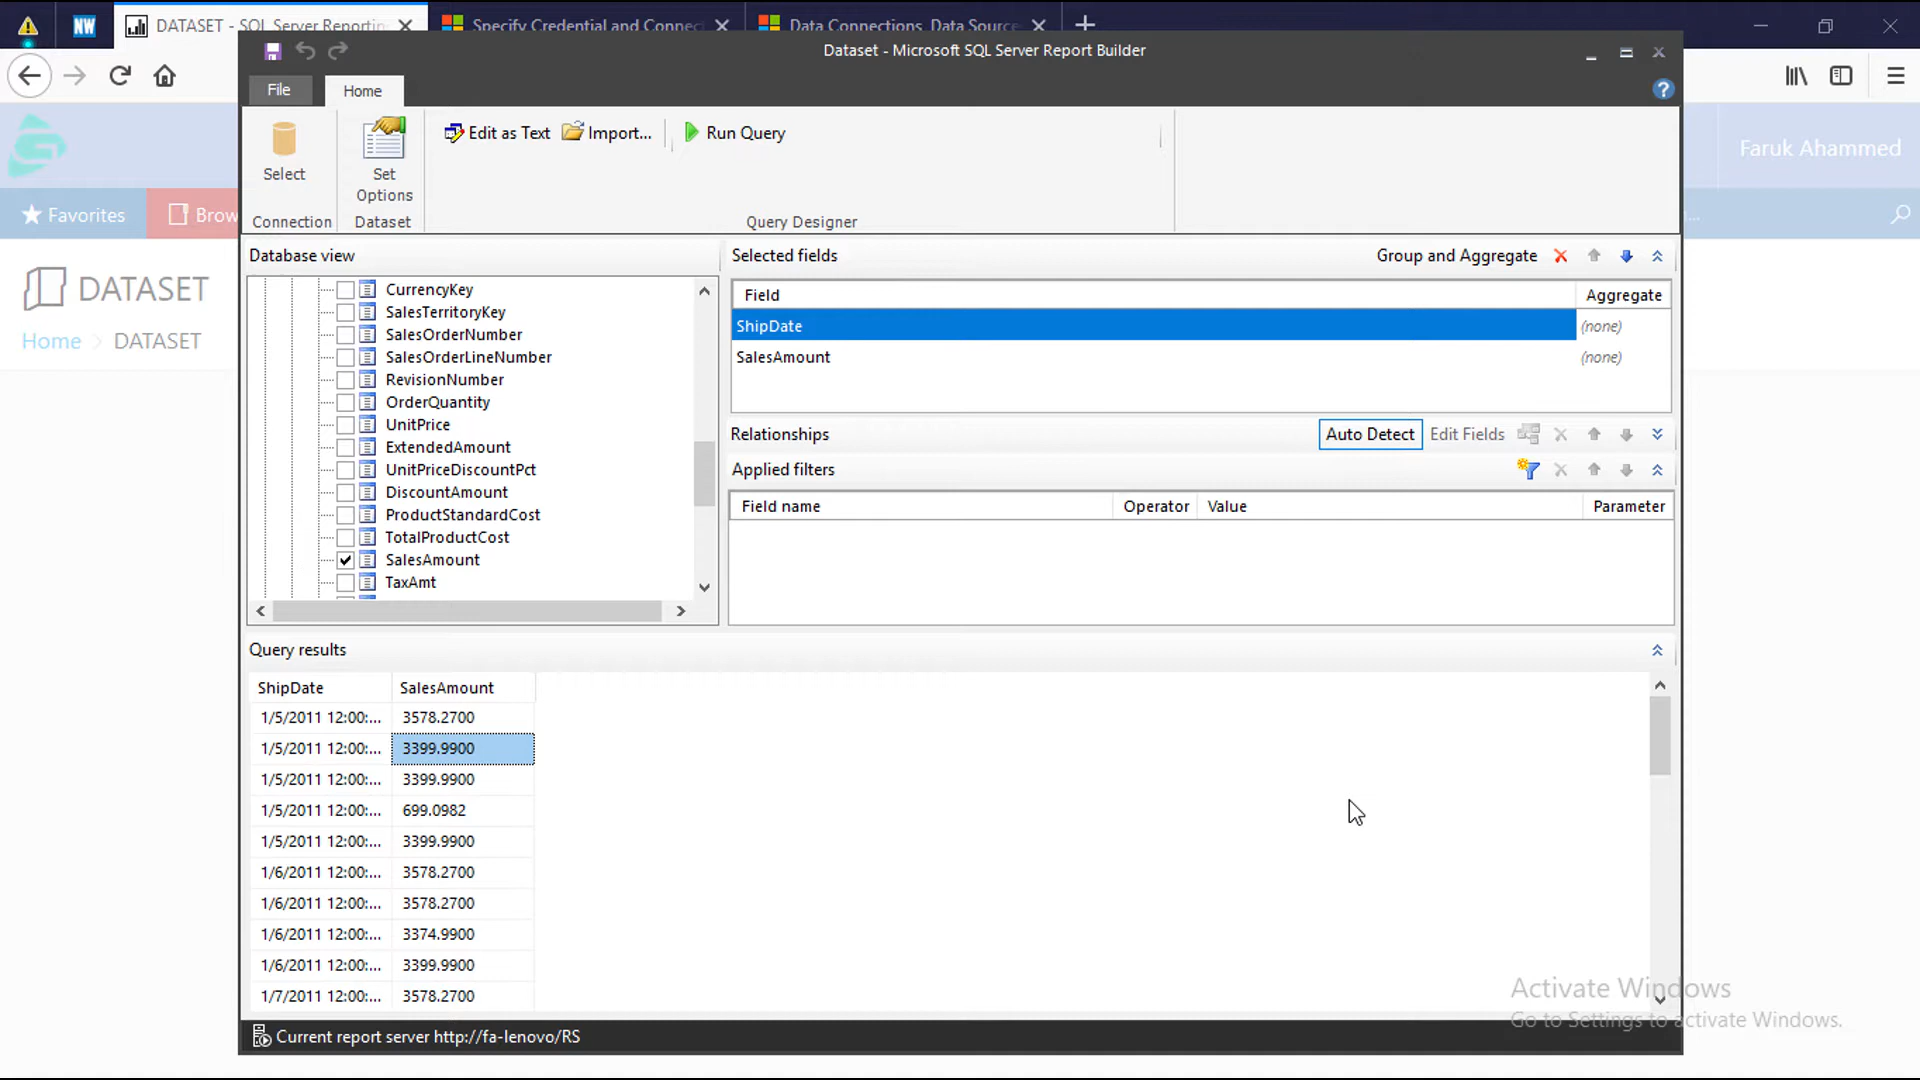 DATASET - SQL Server Reportin
Specify Credential and Connec
Data Connections, Data Source
NW
Dataset - Microsoft SQL Server Report Builder
File
Home
Edit as Text
Import...
Run Query
Select
Set
Options
Connection
Dataset
Query Designer
Faruk Ahammed
Favorites
Brow
DATASET
Home > DATASET
Database view
CurrencyKey
SalesTerritoryKey
SalesOrderNumber
SalesOrderLineNumber
RevisionNumber
OrderQuantity
UnitPrice
ExtendedAmount
UnitPriceDiscountPct
DiscountAmount
ProductStandardCost
TotalProductCost
SalesAmount
TaxAmt
Selected fields
Group and Aggregate
Field Aggregate
ShipDate (none)
SalesAmount (none)
Relationships
Auto Detect
Edit Fields
Applied filters
Field name Operator Value Parameter
Query results
ShipDate SalesAmount
1/5/2011 12:00:... 3578.2700
1/5/2011 12:00:... 3399.9900
1/5/2011 12:00:... 3399.9900
1/5/2011 12:00:... 699.0982
1/5/2011 12:00:... 3399.9900
1/6/2011 12:00:... 3578.2700
1/6/2011 12:00:... 3578.2700
1/6/2011 12:00:... 3374.9900
1/6/2011 12:00:... 3399.9900
1/7/2011 12:00:... 3578.2700
Activate Windows
Go to Settings to activate Windows.
Current report server http://fa-lenovo/RS